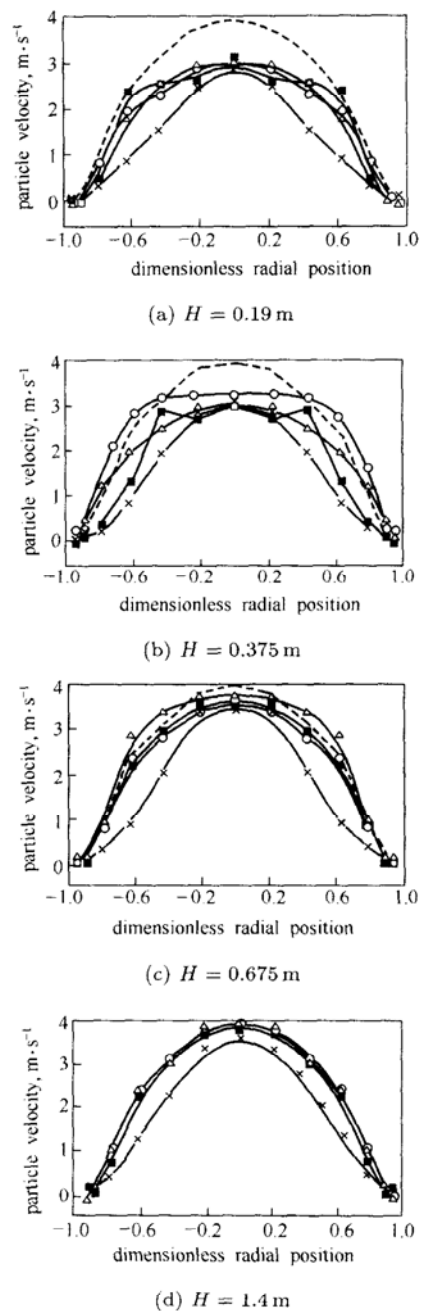 4
3
2
1
0
particle velocity, m·s⁻¹
−1.0 −0.6 −0.2 0.2 0.6 1.0
dimensionless radial position
(a) H = 0.19 m
4
3
2
1
0
particle velocity, m·s⁻¹
−1.0 −0.6 −0.2 0.2 0.6 1.0
dimensionless radial position
(b) H = 0.375 m
4
3
2
1
0
particle velocity, m·s⁻¹
−1.0 −0.6 −0.2 0.2 0.6 1.0
dimensionless radial position
(c) H = 0.675 m
4
3
2
1
0
particle velocity, m·s⁻¹
−1.0 −0.6 −0.2 0.2 0.6 1.0
dimensionless radial position
(d) H = 1.4 m